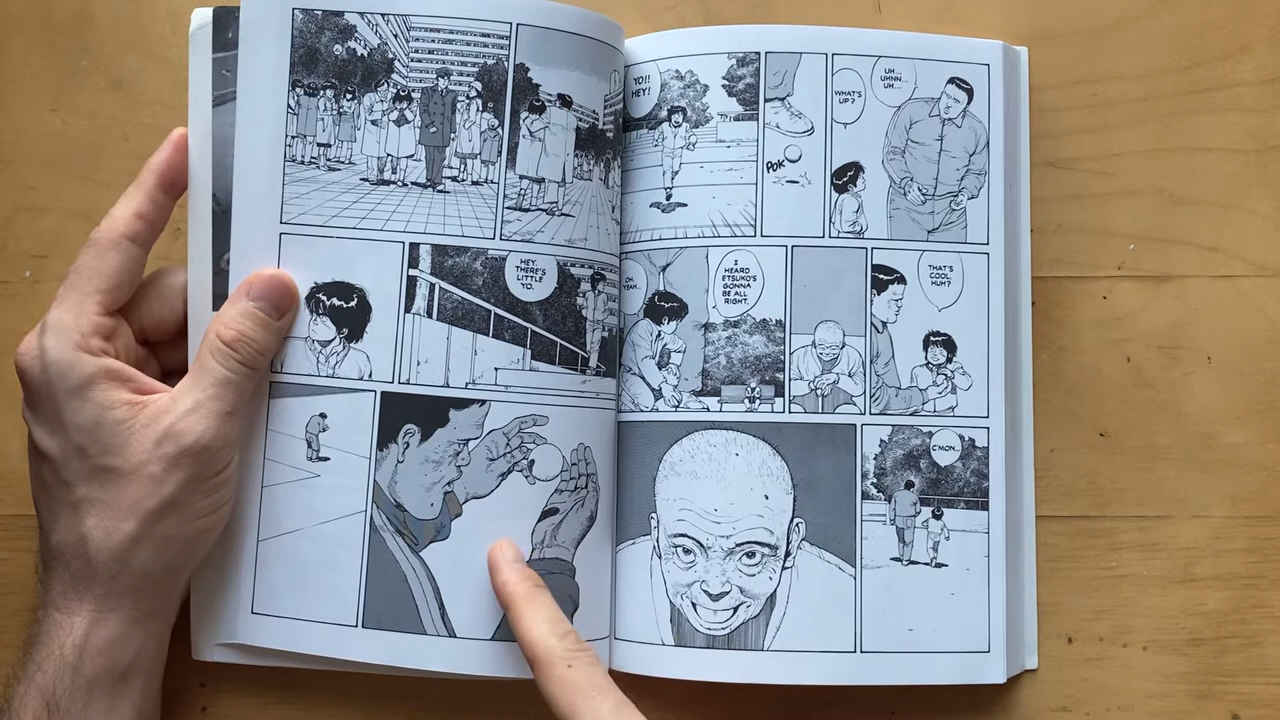 HEY.
THERE'S
LITTLE
YO.
YO!!
HEY!
POK
WHAT'S
UP?
UH...
UHNN...
UH...
OH,
YEAH...
I
HEARD
ETSUKO'S
GONNA
BE ALL
RIGHT.
THAT'S
COOL,
HUH?
C'MON...